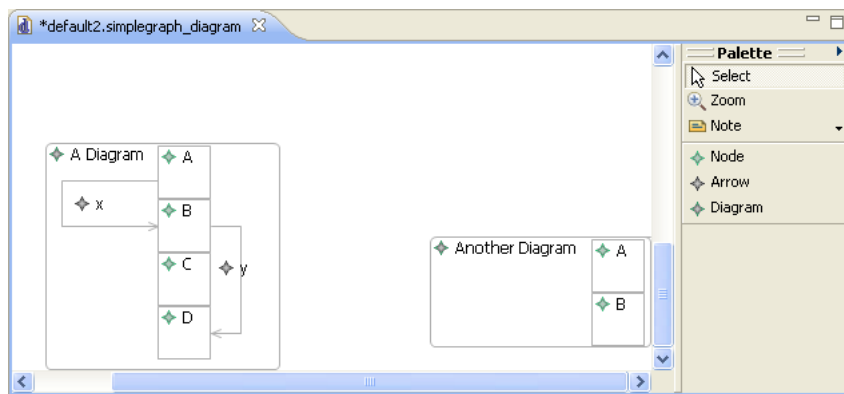 *default2.simplegraph_diagram
Palette
Select
Zoom
Note
Node
Arrow
Diagram
A Diagram
A
x
B
C
y
D
Another Diagram
A
B